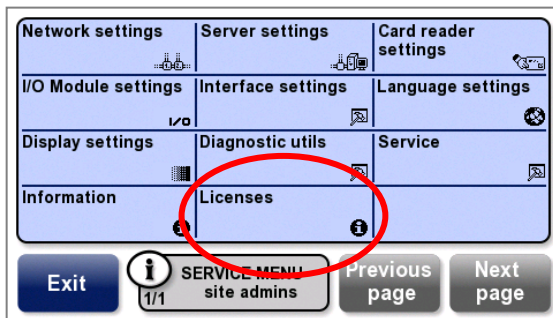 Network settings
Server settings
Card reader
settings
I/O Module settings
I/O
Interface settings
Language settings
Display settings
Diagnostic utils
Service
Information
Licenses
Exit
i
1/1
SERVICE MENU
site admins
Previous
page
Next
page